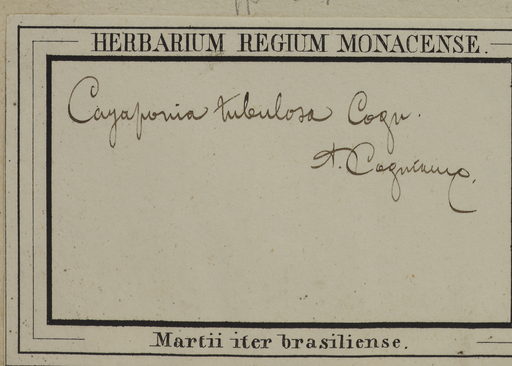 HERBARIUM REGIUM MONACENSE.
Cayaponia tubulosa Cogn.
A. Cogniaux.
Martii iter brasiliense.